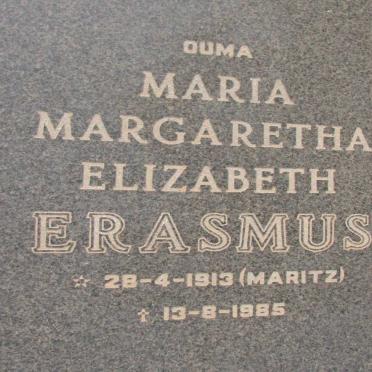 OUMA
MARIA
MARGARETHA
ELIZABETH
ERASMUS
☆ 28-4-1913 (MARITZ)
✝ 13-8-1985